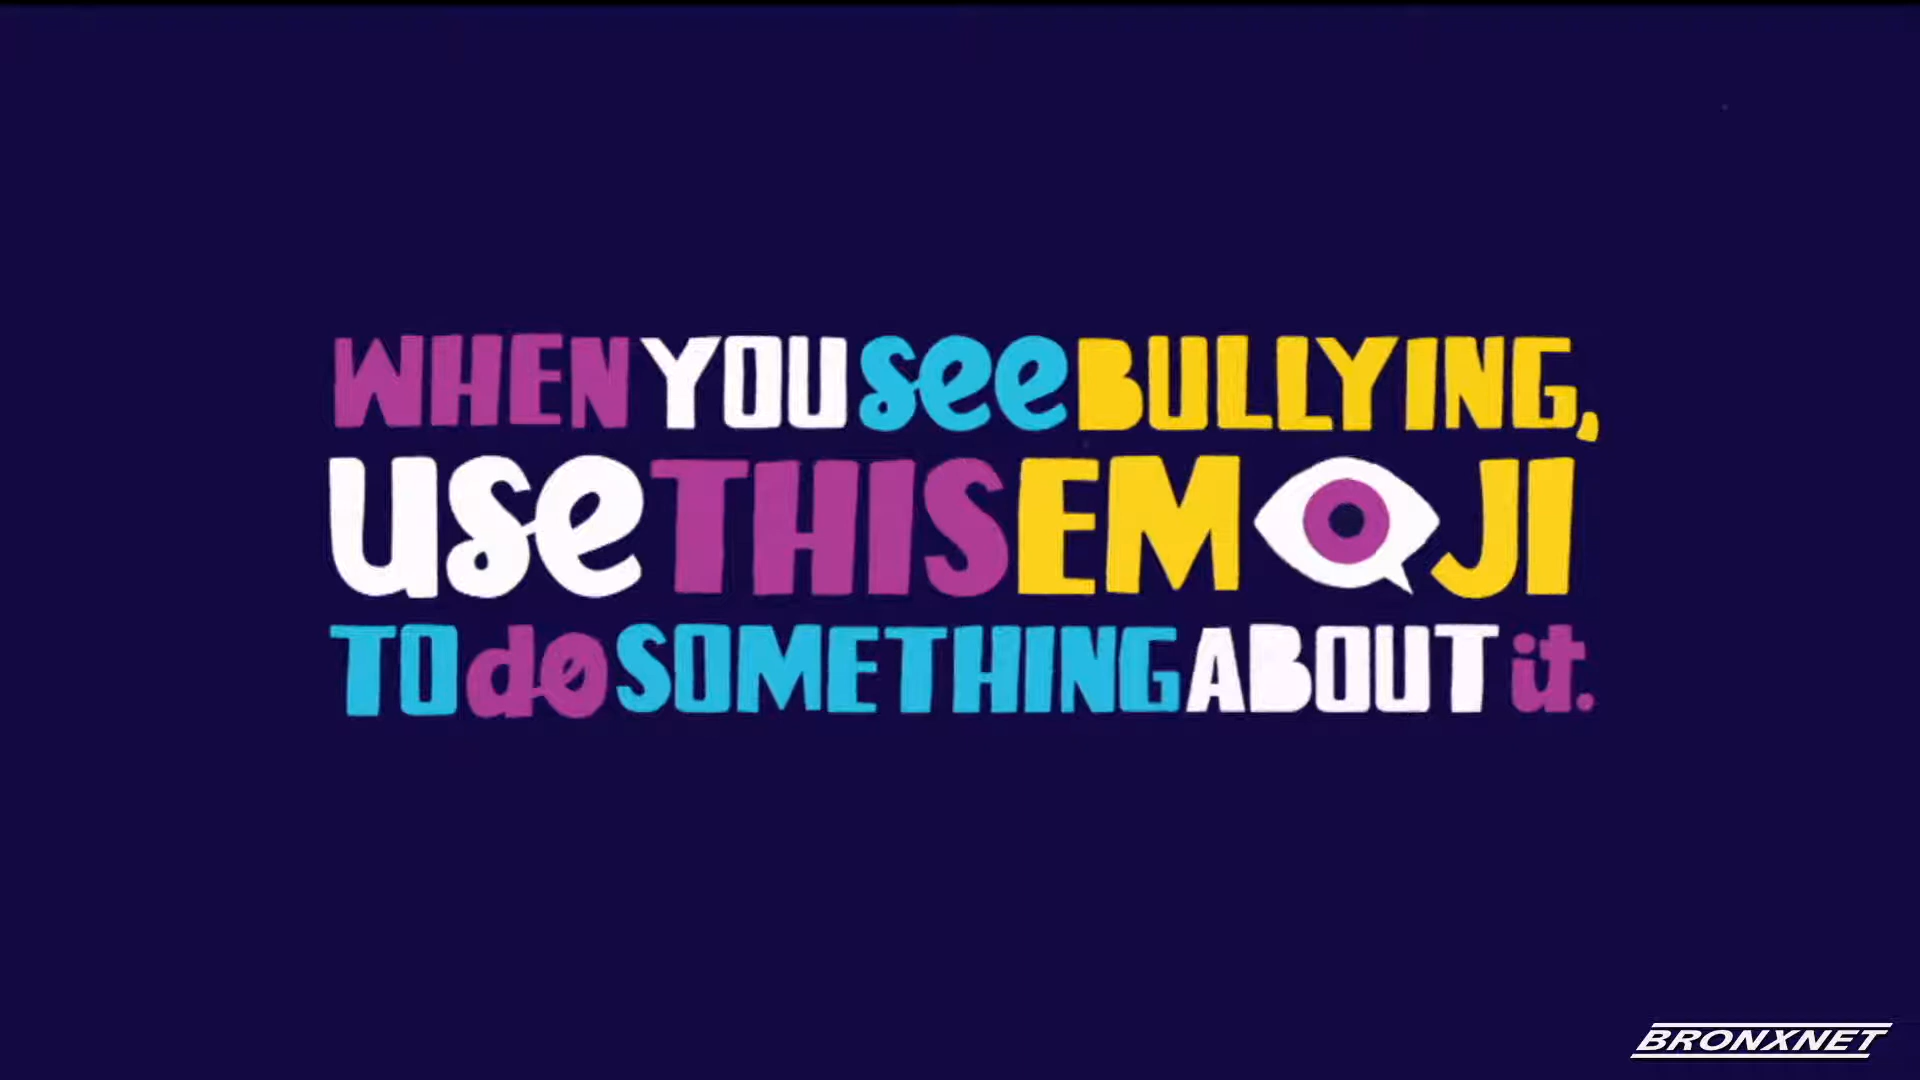 WHEN YOU see BULLYING,
use THIS EMOJI
TO do SOMETHING ABOUT it.
BRONXNET